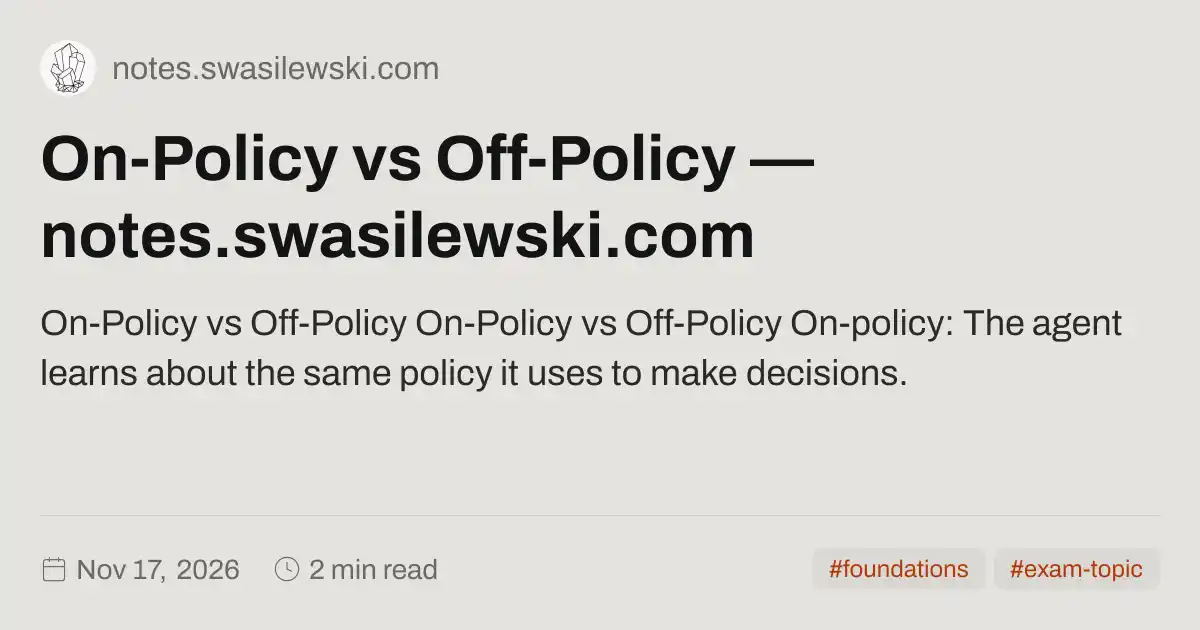 notes.swasilewski.com
On-Policy vs Off-Policy —
notes.swasilewski.com
On-Policy vs Off-Policy On-Policy vs Off-Policy On-policy: The agent
learns about the same policy it uses to make decisions.
Nov 17, 2026 2 min read #foundations #exam-topic